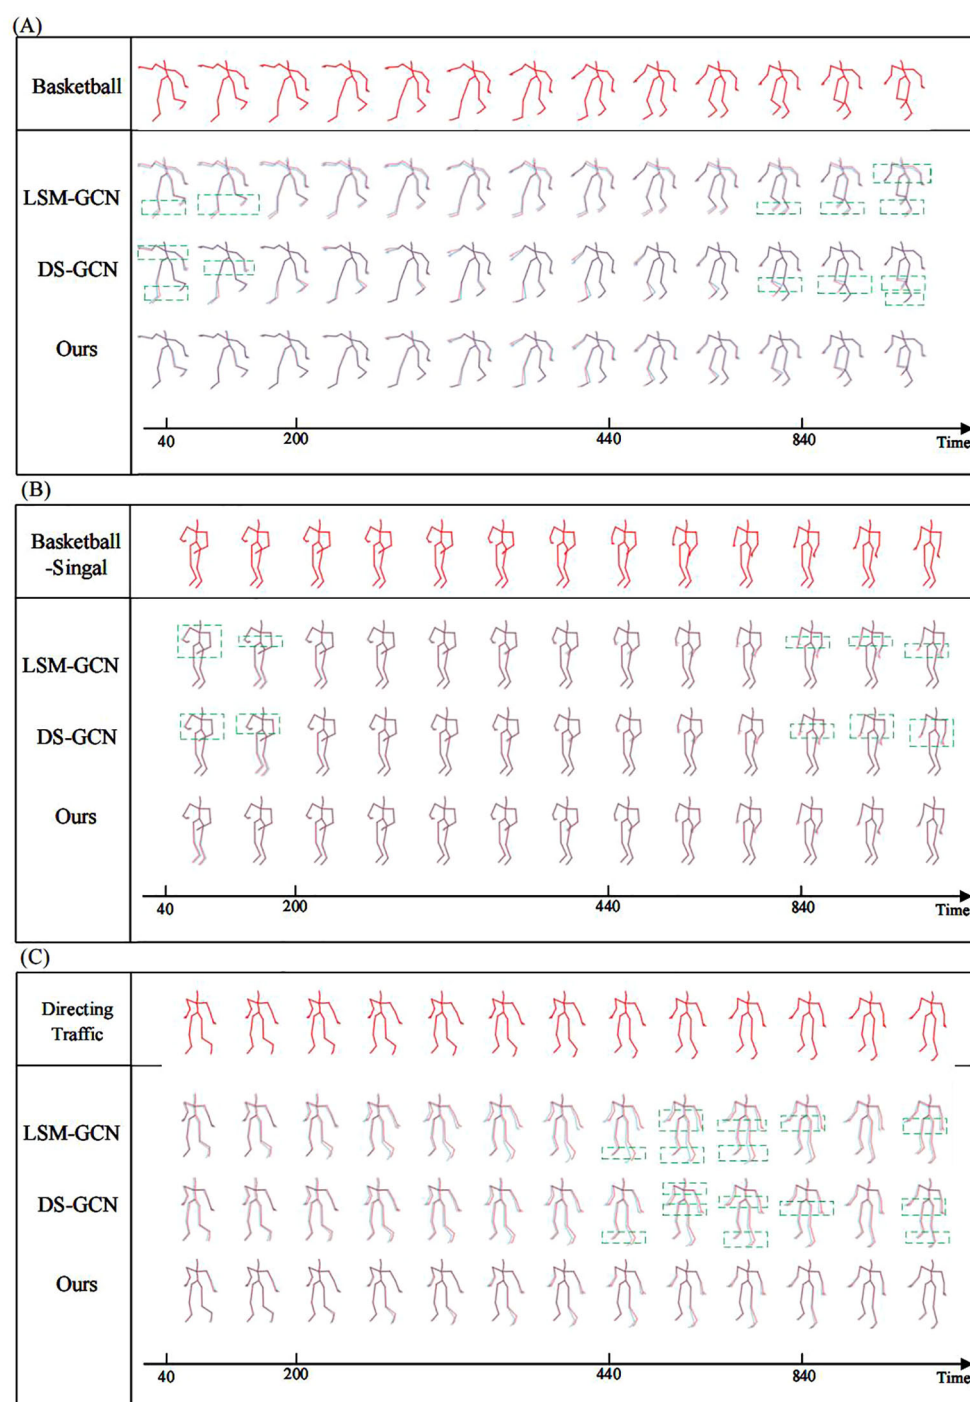 (A)
Basketball
LSM-GCN
DS-GCN
Ours
40 200 440 840 Time
(B)
Basketball
-Singal
LSM-GCN
DS-GCN
Ours
40 200 440 840 Time
(C)
Directing
Traffic
LSM-GCN
DS-GCN
Ours
40 200 440 840 Time